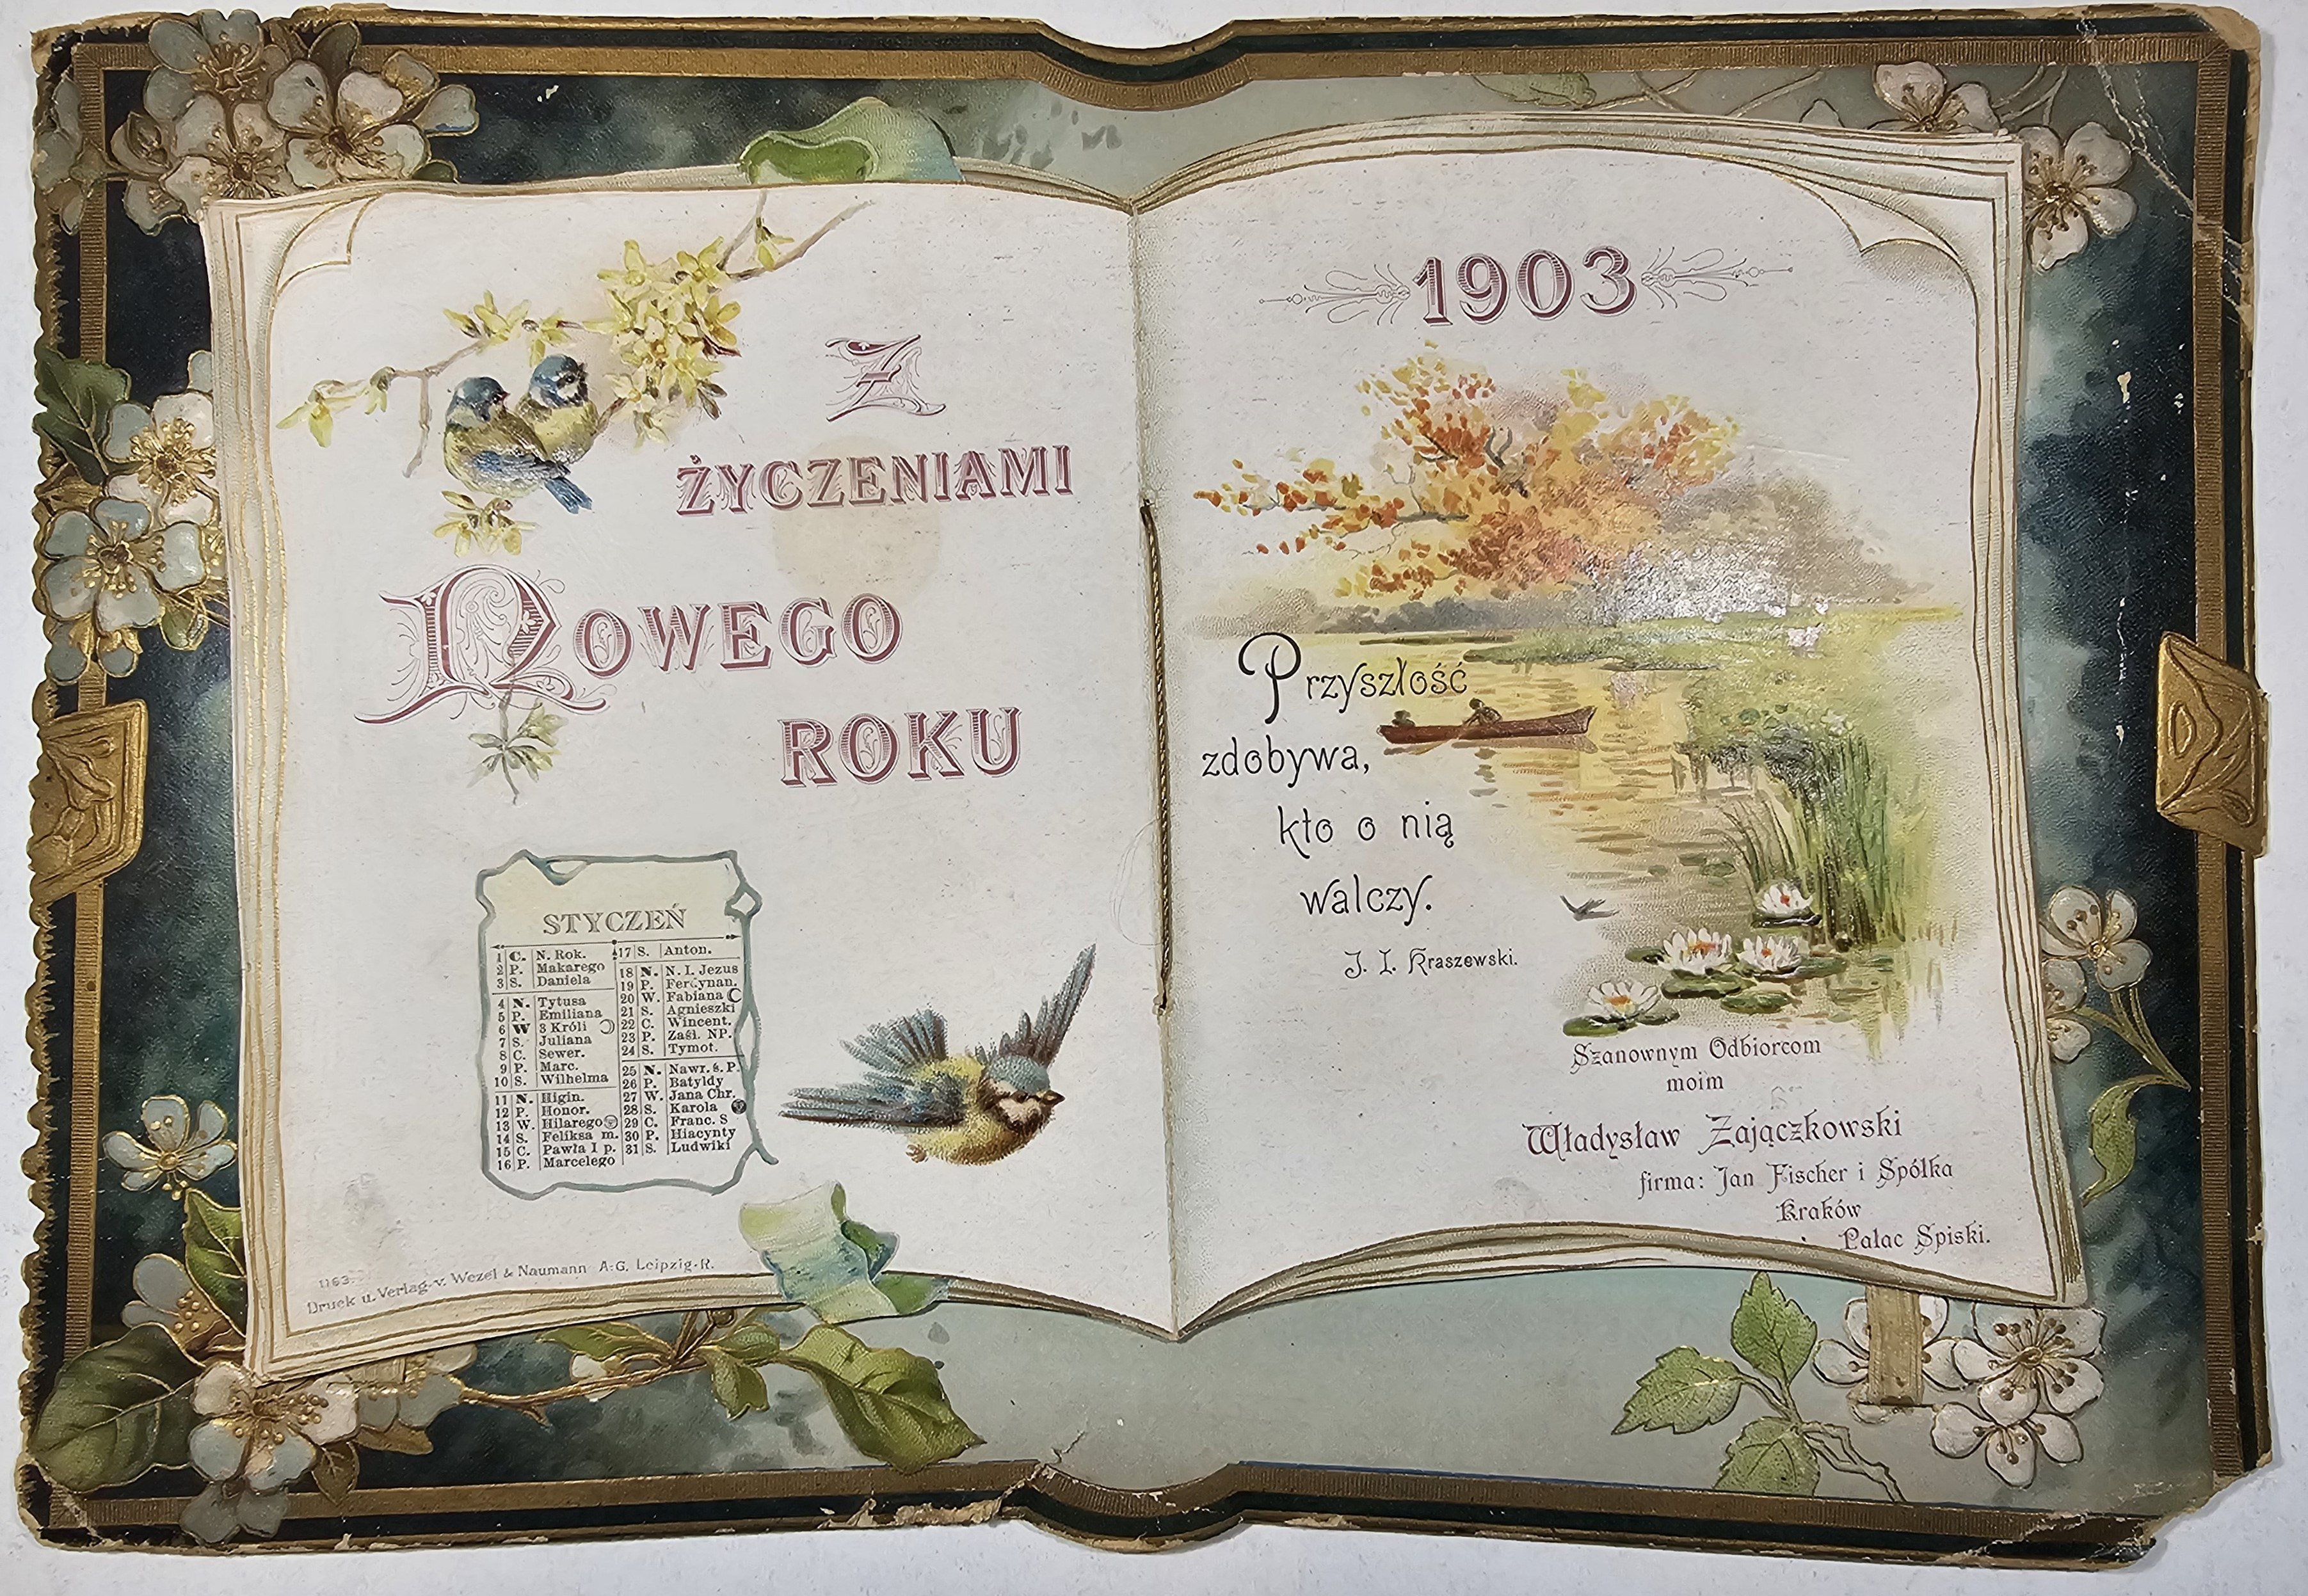 Z
ŻYCZENIAMI
NOWEGO
ROKU
STYCZEŃ
1 C. N. Rok.
2 P. Makarego
3 S. Daniela
4 N. Tytusa
5 P. Emiliana
6 W 3 Króli
7 S. Juliana
8 C. Sewer.
9 P. Marc.
10 S. Wilhelma
11 N. Higin.
12 P. Honor.
13 W. Hilarego
14 S. Feliksa m.
15 C. Pawła I p.
16 P. Marcelego
17 S. Anton.
18 N. N. I. Jezus
19 P. Ferdynan.
20 W. Fabiana
21 S. Agnieszki
22 C. Wincent.
23 P. Zaśl. NP.
24 S. Tymot.
25 N. Nawr. ś. P.
26 P. Batyldy
27 W. Jana Chr.
28 S. Karola
29 C. Franc. S
30 P. Hiacynty
31 S. Ludwiki
1163.
Druck u. Verlag v. Wezel & Naumann A.G. Leipzig-R.
1903
Przyszłość
zdobywa,
kto o nią
walczy.
J. I. Kraszewski.
Szanownym Odbiorcom
moim
Władysław Zajączkowski
firma: Jan Fischer i Spółka
Kraków
Pałac Spiski.